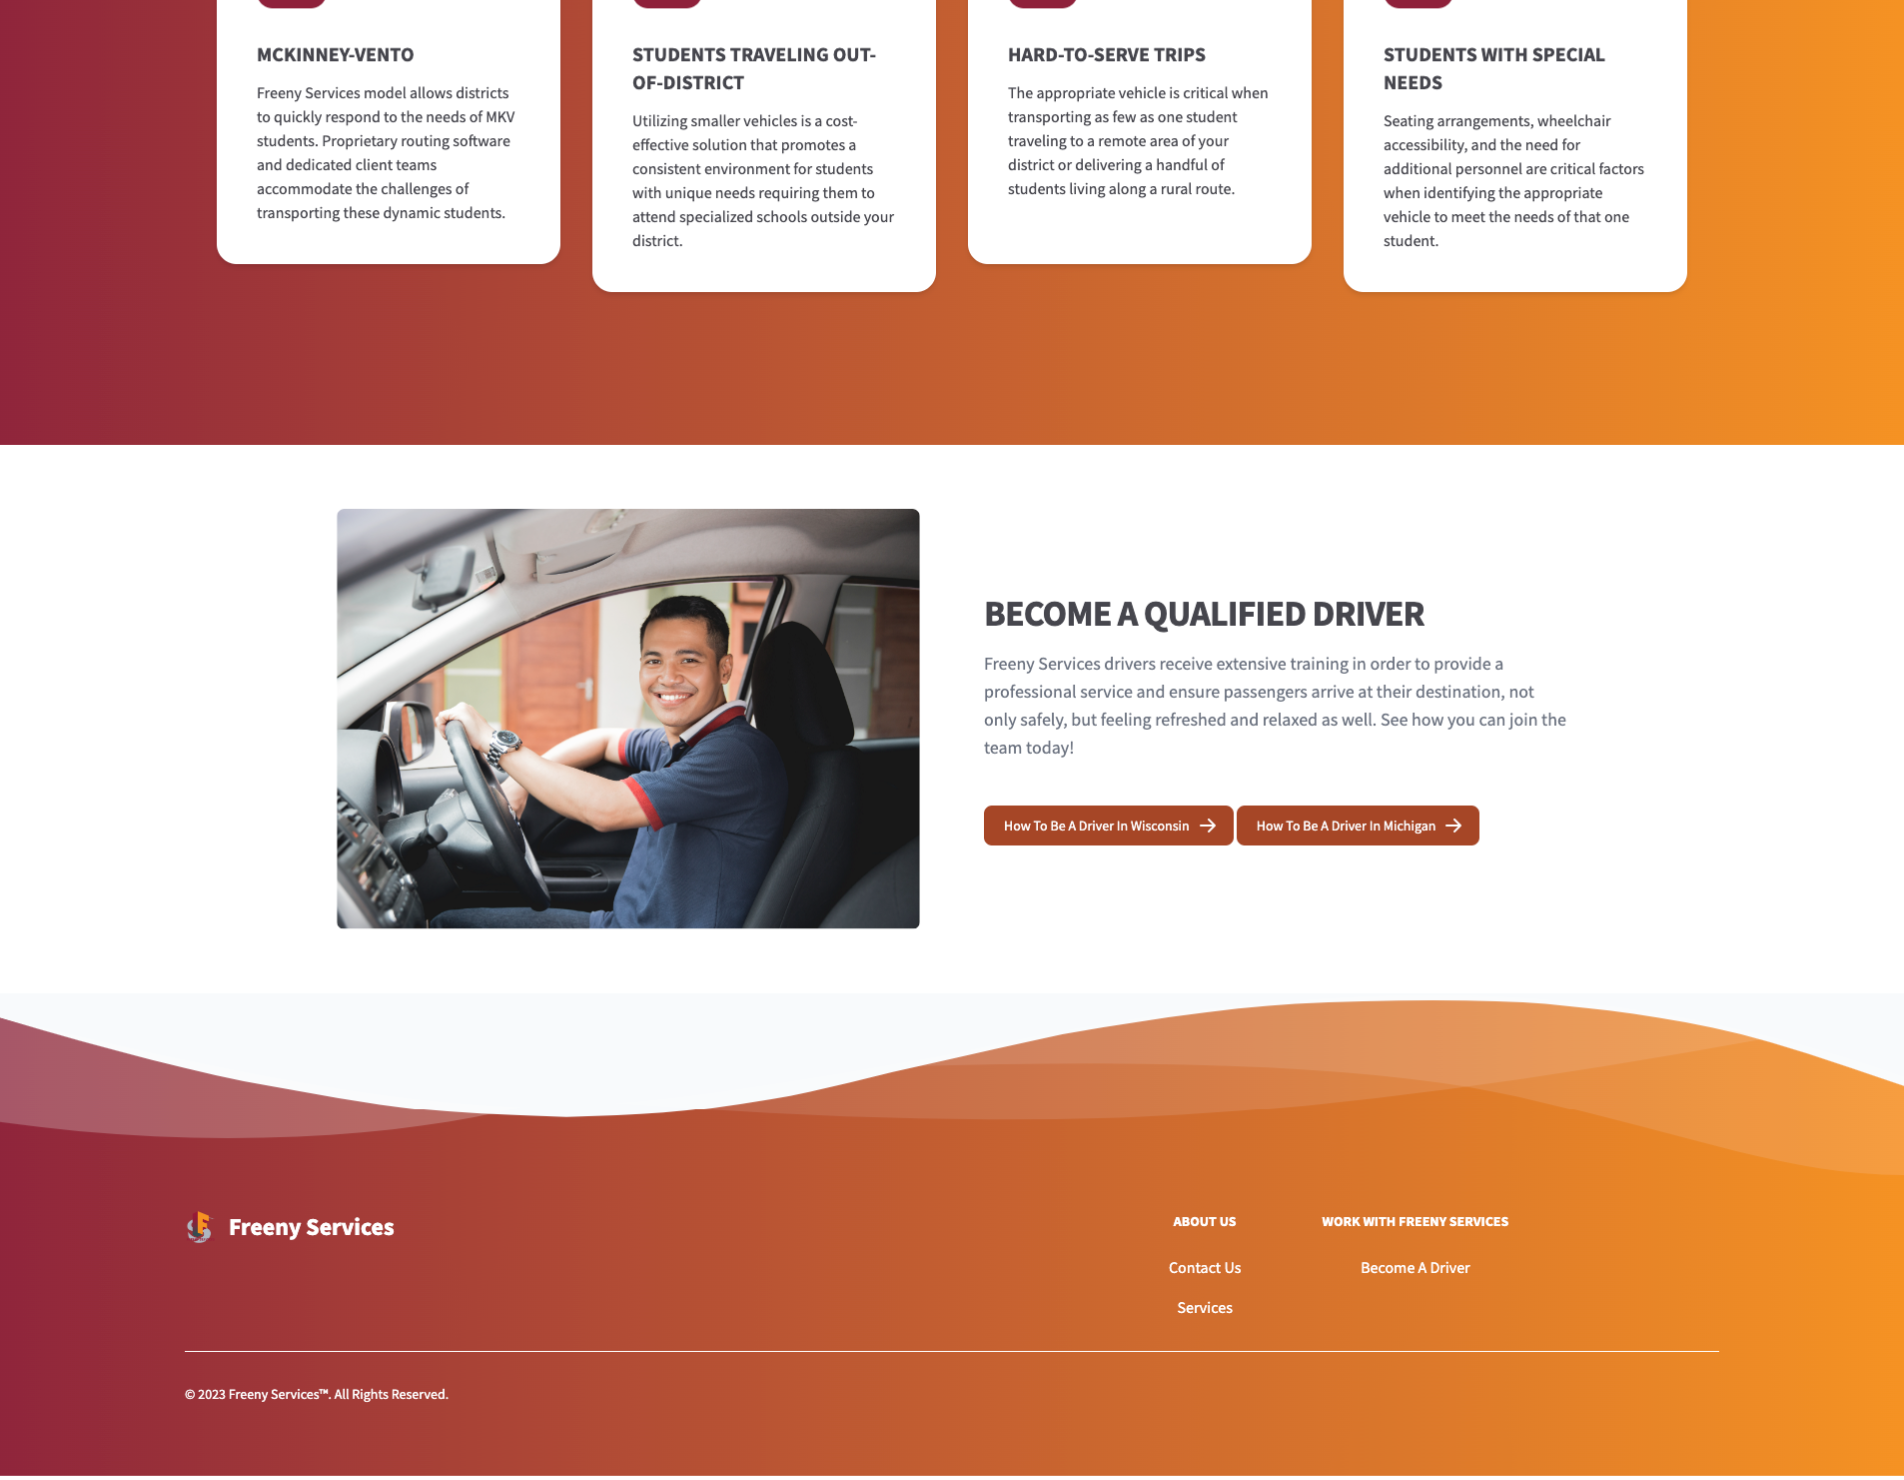 MCKINNEY-VENTO
Freeny Services model allows districts
to quickly respond to the needs of MKV
students. Proprietary routing software
and dedicated client teams
accommodate the challenges of
transporting these dynamic students.
STUDENTS TRAVELING OUT-
OF-DISTRICT
Utilizing smaller vehicles is a cost-
effective solution that promotes a
consistent environment for students
with unique needs requiring them to
attend specialized schools outside your
district.
HARD-TO-SERVE TRIPS
The appropriate vehicle is critical when
transporting as few as one student
traveling to a remote area of your
district or delivering a handful of
students living along a rural route.
STUDENTS WITH SPECIAL
NEEDS
Seating arrangements, wheelchair
accessibility, and the need for
additional personnel are critical factors
when identifying the appropriate
vehicle to meet the needs of that one
student.
BECOME A QUALIFIED DRIVER
Freeny Services drivers receive extensive training in order to provide a
professional service and ensure passengers arrive at their destination, not
only safely, but feeling refreshed and relaxed as well. See how you can join the
team today!
How To Be A Driver In Wisconsin
How To Be A Driver In Michigan
Freeny Services
ABOUT US
Contact Us
Services
WORK WITH FREENY SERVICES
Become A Driver
© 2023 Freeny Services™. All Rights Reserved.